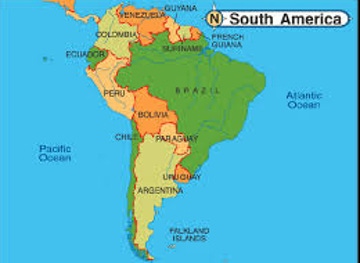 N South America
GUYANA
VENEZUELA
COLOMBIA
SURINAME
FRENCH
GUIANA
ECUADOR
BRAZIL
Atlantic
Ocean
PERU
BOLIVIA
Pacific
Ocean
CHILE
PARAGUAY
URUGUAY
ARGENTINA
FALKLAND
ISLANDS